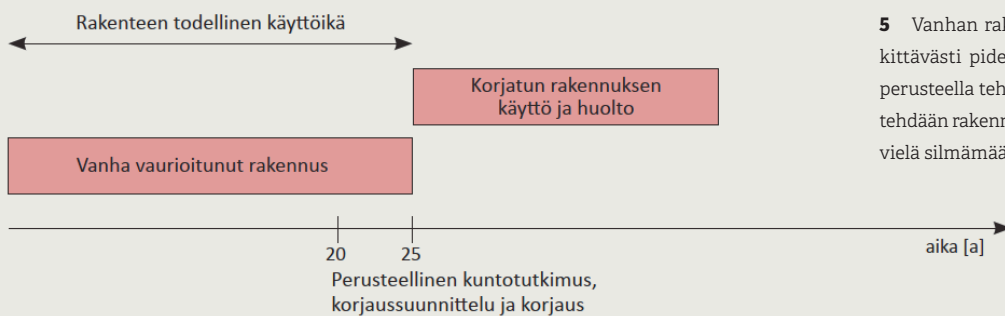 Rakenteen todellinen käyttöikä
Korjatun rakennuksen
käyttö ja huolto
Vanha vaurioitunut rakennus
20
25
aika [a]
Perusteellinen kuntotutkimus,
korjaussuunnittelu ja korjaus
5 Vanhan ral
kittävästi pide
perusteella teh
tehdään rakenn
vielä silmämää